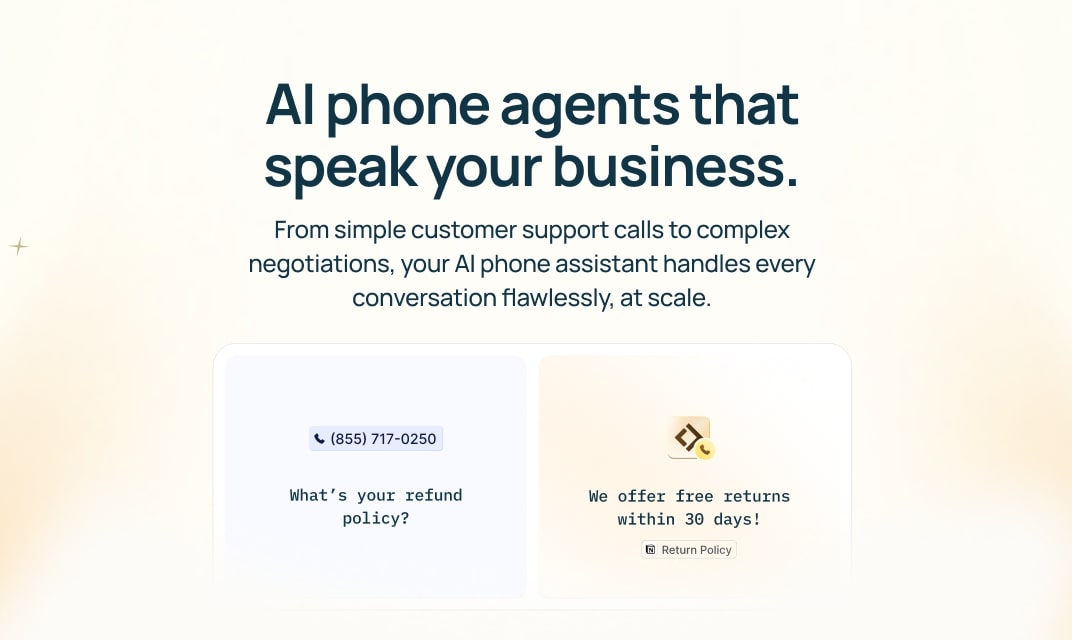 AI phone agents that
speak your business.
From simple customer support calls to complex
negotiations, your AI phone assistant handles every
conversation flawlessly, at scale.
(855) 717-0250
What’s your refund
policy?
We offer free returns
within 30 days!
Return Policy